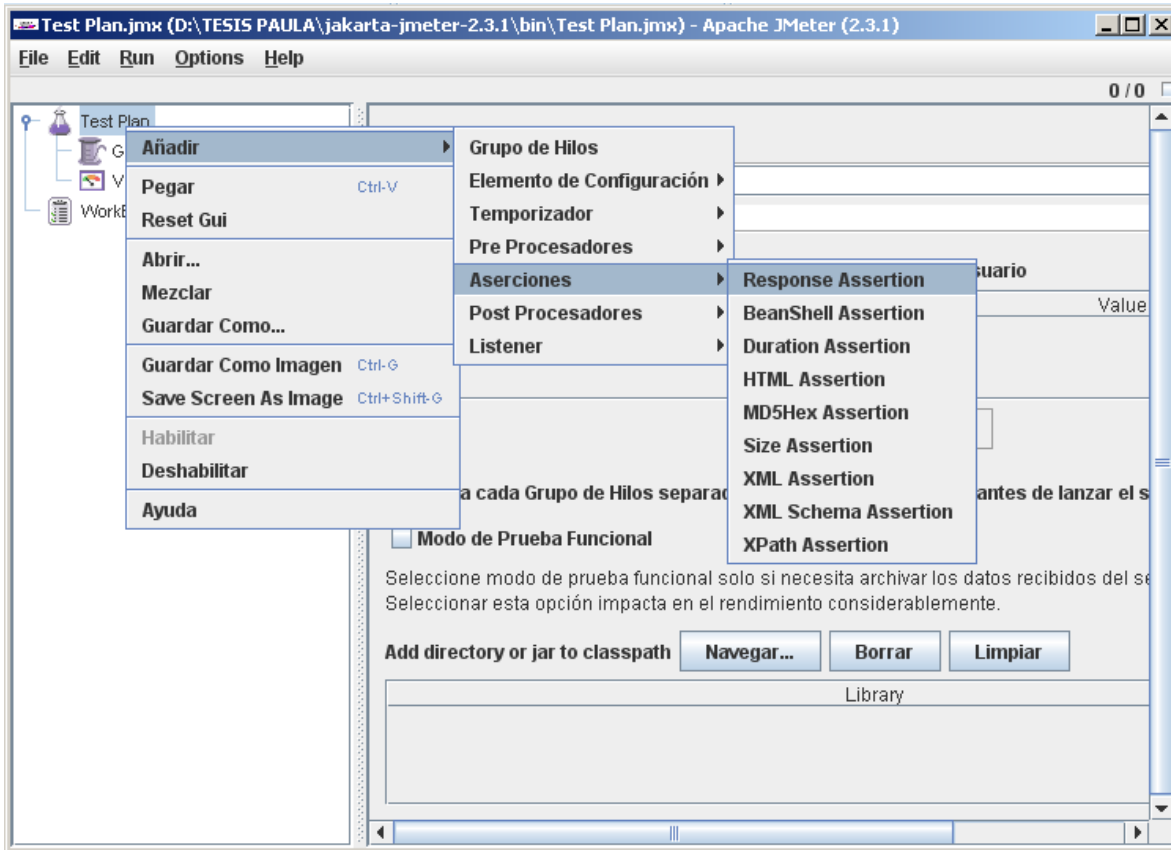 Test Plan.jmx (D:\TESIS PAULA\jakarta-jmeter-2.3.1\bin\Test Plan.jmx) - Apache JMeter (2.3.1)
File Edit Run Options Help
0 / 0
Test Plan
G
V
WorkB
Añadir
Pegar Ctrl-V
Reset Gui
Abrir...
Mezclar
Guardar Como...
Guardar Como Imagen Ctrl-G
Save Screen As Image Ctrl+Shift-G
Habilitar
Deshabilitar
Ayuda
Grupo de Hilos
Elemento de Configuración
Temporizador
Pre Procesadores
Aserciones
Post Procesadores
Listener
Response Assertion
BeanShell Assertion
Duration Assertion
HTML Assertion
MD5Hex Assertion
Size Assertion
XML Assertion
XML Schema Assertion
XPath Assertion
suario
Value
a cada Grupo de Hilos separad antes de lanzar el s
Modo de Prueba Funcional
Seleccione modo de prueba funcional solo si necesita archivar los datos recibidos del se
Seleccionar esta opción impacta en el rendimiento considerablemente.
Add directory or jar to classpath Navegar... Borrar Limpiar
Library